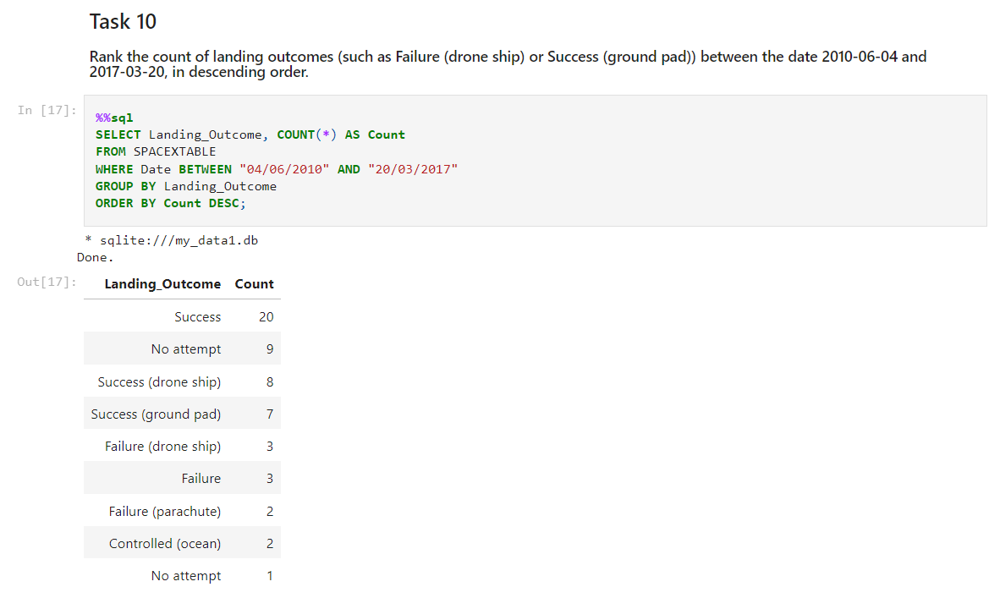 Task 10
Rank the count of landing outcomes (such as Failure (drone ship) or Success (ground pad)) between the date 2010-06-04 and
2017-03-20, in descending order.
In [17]:
%%sql
SELECT Landing_Outcome, COUNT(*) AS Count
FROM SPACEXTABLE
WHERE Date BETWEEN "04/06/2010" AND "20/03/2017"
GROUP BY Landing_Outcome
ORDER BY Count DESC;
* sqlite:///my_data1.db
Done.
Out[17]:
Landing_Outcome Count
Success 20
No attempt 9
Success (drone ship) 8
Success (ground pad) 7
Failure (drone ship) 3
Failure 3
Failure (parachute) 2
Controlled (ocean) 2
No attempt 1